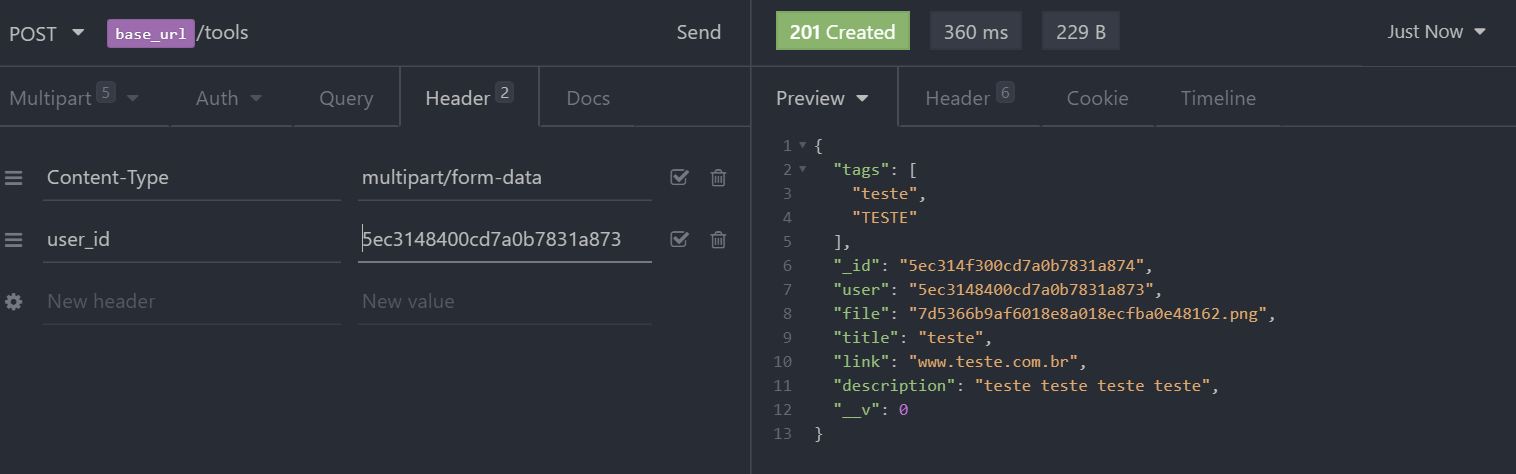 POST base_url/tools Send
201 Created 360 ms 229 B Just Now
Multipart 5 Auth Query Header 2 Docs
Preview Header 6 Cookie Timeline
Content-Type multipart/form-data
user_id 5ec3148400cd7a0b7831a873
New header New value
1 {
2 "tags": [
3 "teste",
4 "TESTE"
5 ],
6 "_id": "5ec314f300cd7a0b7831a874",
7 "user": "5ec3148400cd7a0b7831a873",
8 "file": "7d5366b9af6018e8a018ecfba0e48162.png",
9 "title": "teste",
10 "link": "www.teste.com.br",
11 "description": "teste teste teste teste",
12 "__v": 0
13 }